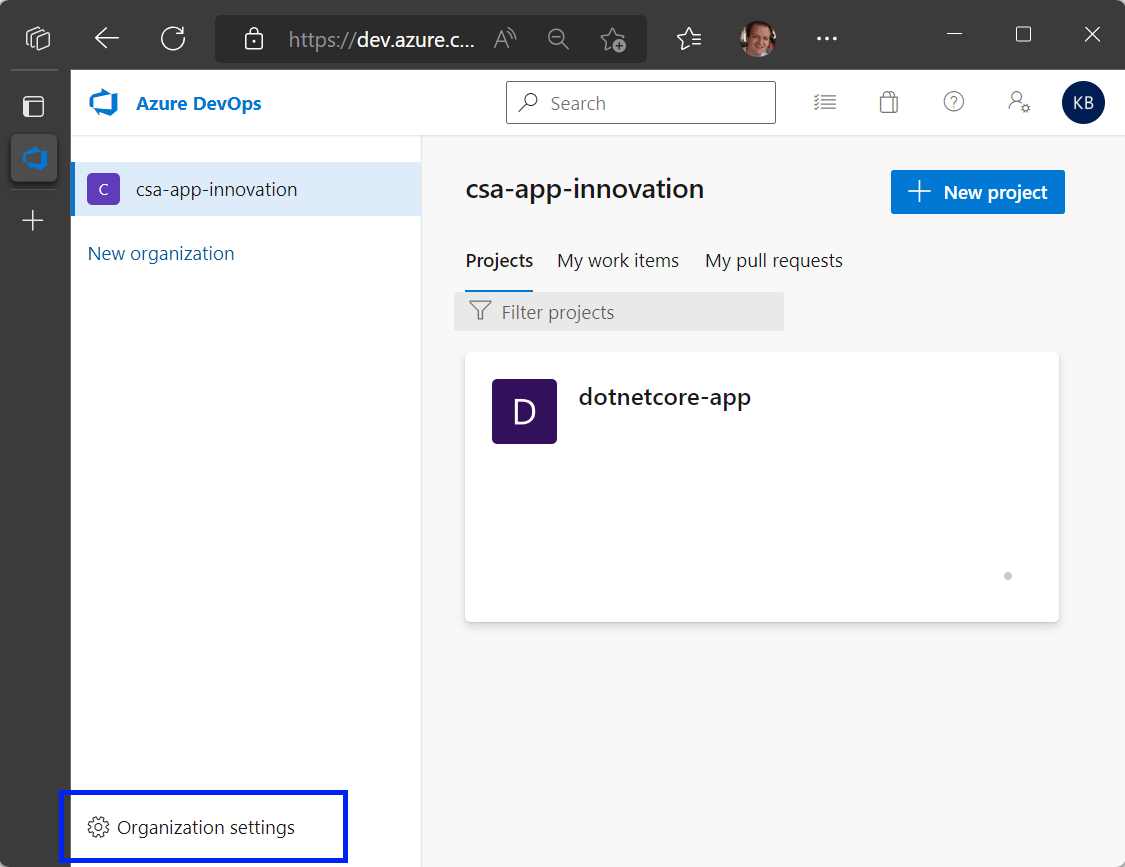 https://dev.azure.c...
Azure DevOps
Search
KB
C
csa-app-innovation
New organization
csa-app-innovation
New project
Projects
My work items
My pull requests
Filter projects
D
dotnetcore-app
Organization settings